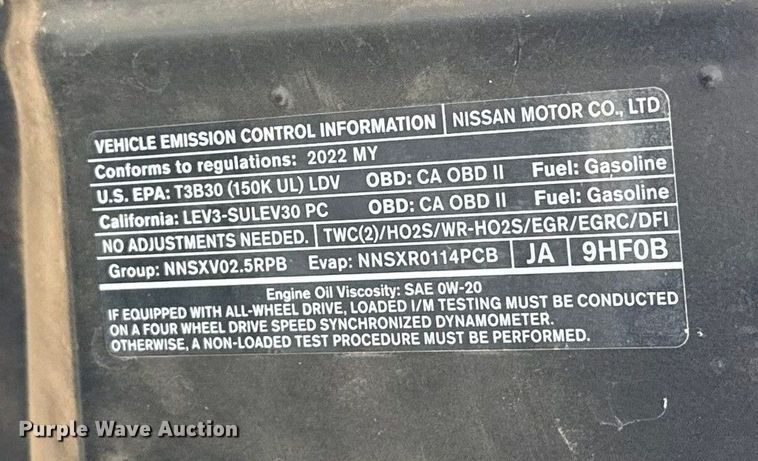 VEHICLE EMISSION CONTROL INFORMATION NISSAN MOTOR CO., LTD
Conforms to regulations: 2022 MY
U.S. EPA: T3B30 (150K UL) LDV OBD: CA OBD II Fuel: Gasoline
California: LEV3-SULEV30 PC OBD: CA OBD II Fuel: Gasoline
NO ADJUSTMENTS NEEDED. TWC(2)/HO2S/WR-HO2S/EGR/EGRC/DFI
Group: NNSXV02.5RPB Evap: NNSXR0114PCB JA 9HF0B
Engine Oil Viscosity: SAE 0W-20
IF EQUIPPED WITH ALL-WHEEL DRIVE, LOADED I/M TESTING MUST BE CONDUCTED
ON A FOUR WHEEL DRIVE SPEED SYNCHRONIZED DYNAMOMETER.
OTHERWISE, A NON-LOADED TEST PROCEDURE MUST BE PERFORMED.
Purple Wave Auction